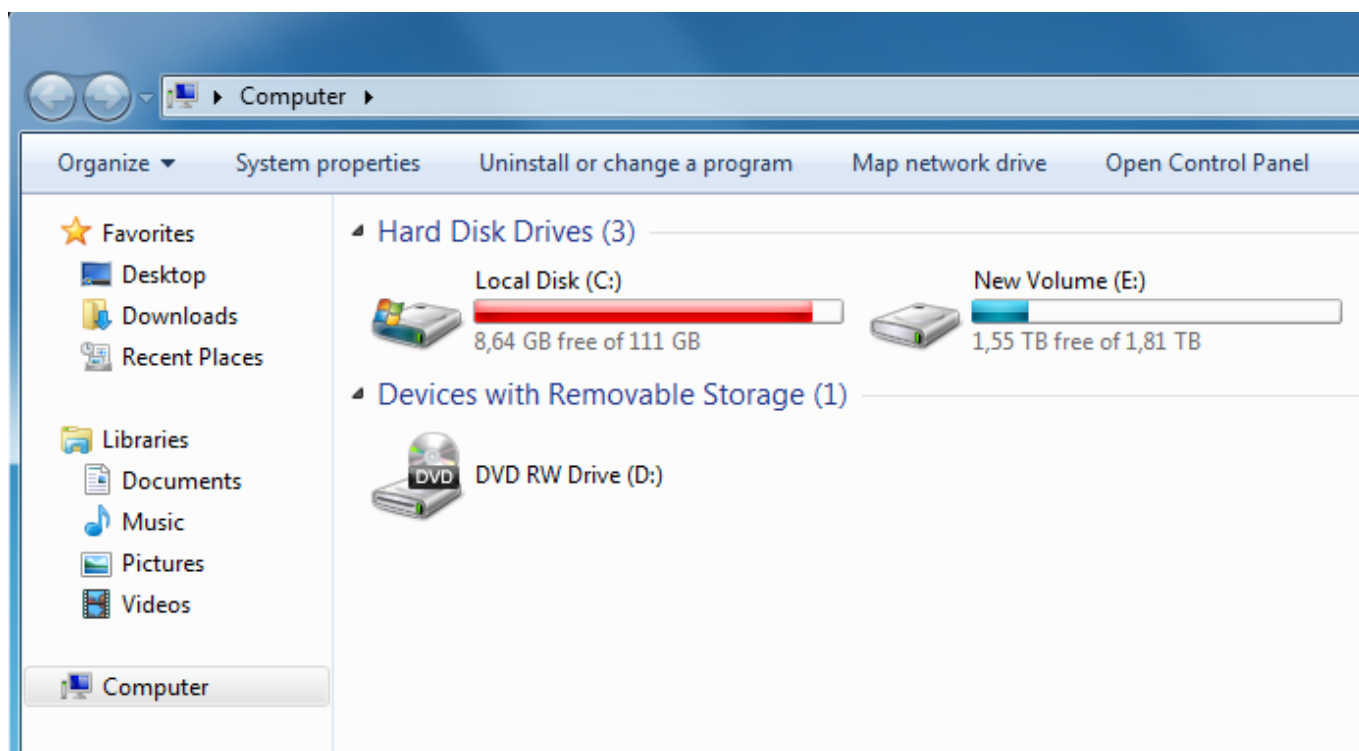 Computer
Organize System properties Uninstall or change a program Map network drive Open Control Panel
Favorites
Desktop
Downloads
Recent Places
Libraries
Documents
Music
Pictures
Videos
Computer
Hard Disk Drives (3)
Local Disk (C:)
8,64 GB free of 111 GB
New Volume (E:)
1,55 TB free of 1,81 TB
Devices with Removable Storage (1)
DVD
DVD RW Drive (D:)